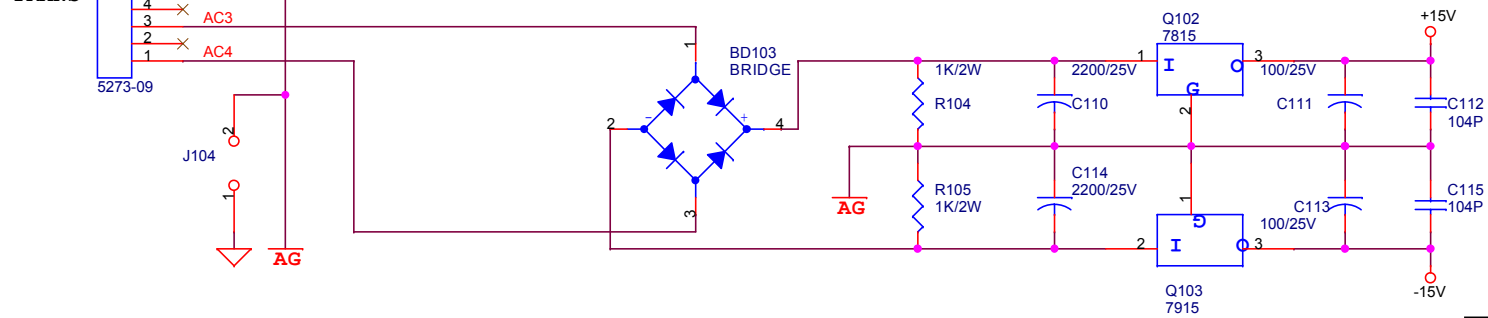 4
3
AC3
2
AC4
1
5273-09
2
J104
1
AG
1
BD103
BRIDGE
2
-
+
4
3
1K/2W
R104
2200/25V
C110
AG
R105
1K/2W
C114
2200/25V
Q102
7815
1
I
O
3
G
2
100/25V
C111
+15V
C112
104P
1
G
2
I
O
3
Q103
7915
C113
100/25V
C115
104P
-15V